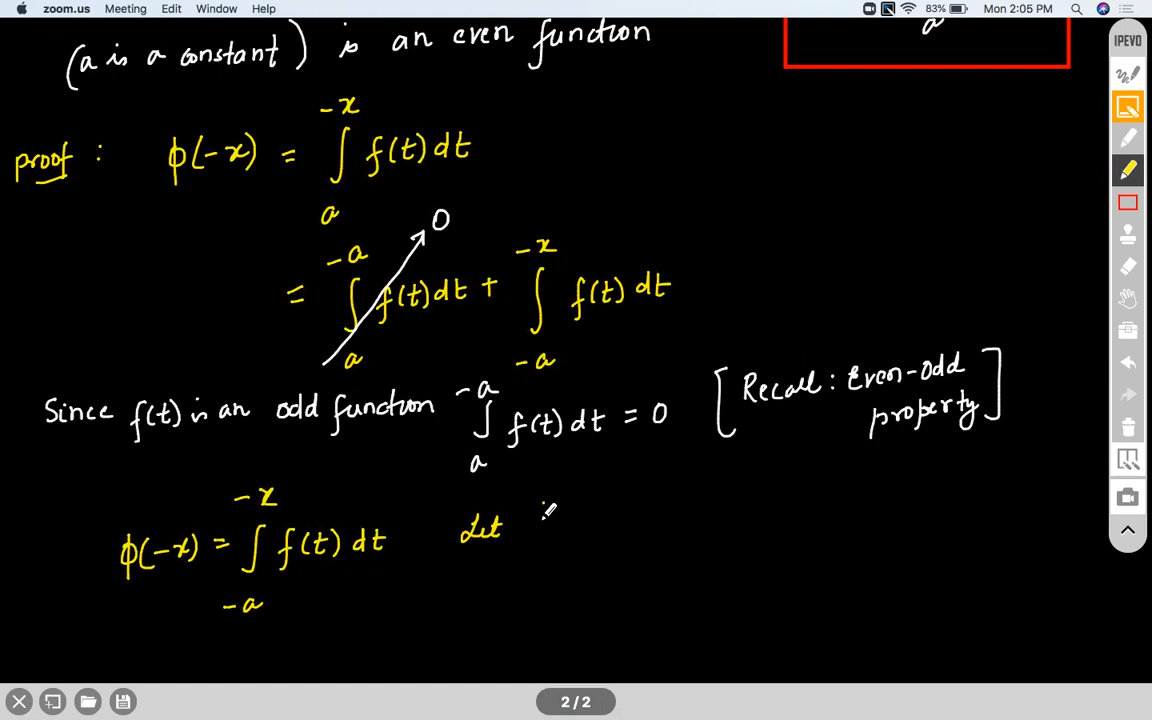 zoom.us Meeting Edit Window Help 83% Mon 2:05 PM
(a is a constant) is an even function
a
IPEVO
proof : φ(-x) = ∫_a^{-x} f(t) dt
= ∫_a^{-a} f(t) dt + ∫_{-a}^{-x} f(t) dt
0
Since f(t) is an odd function ∫_a^{-a} f(t) dt = 0 [Recall : Even-odd
property]
φ(-x) = ∫_{-a}^{-x} f(t) dt Let
2 / 2